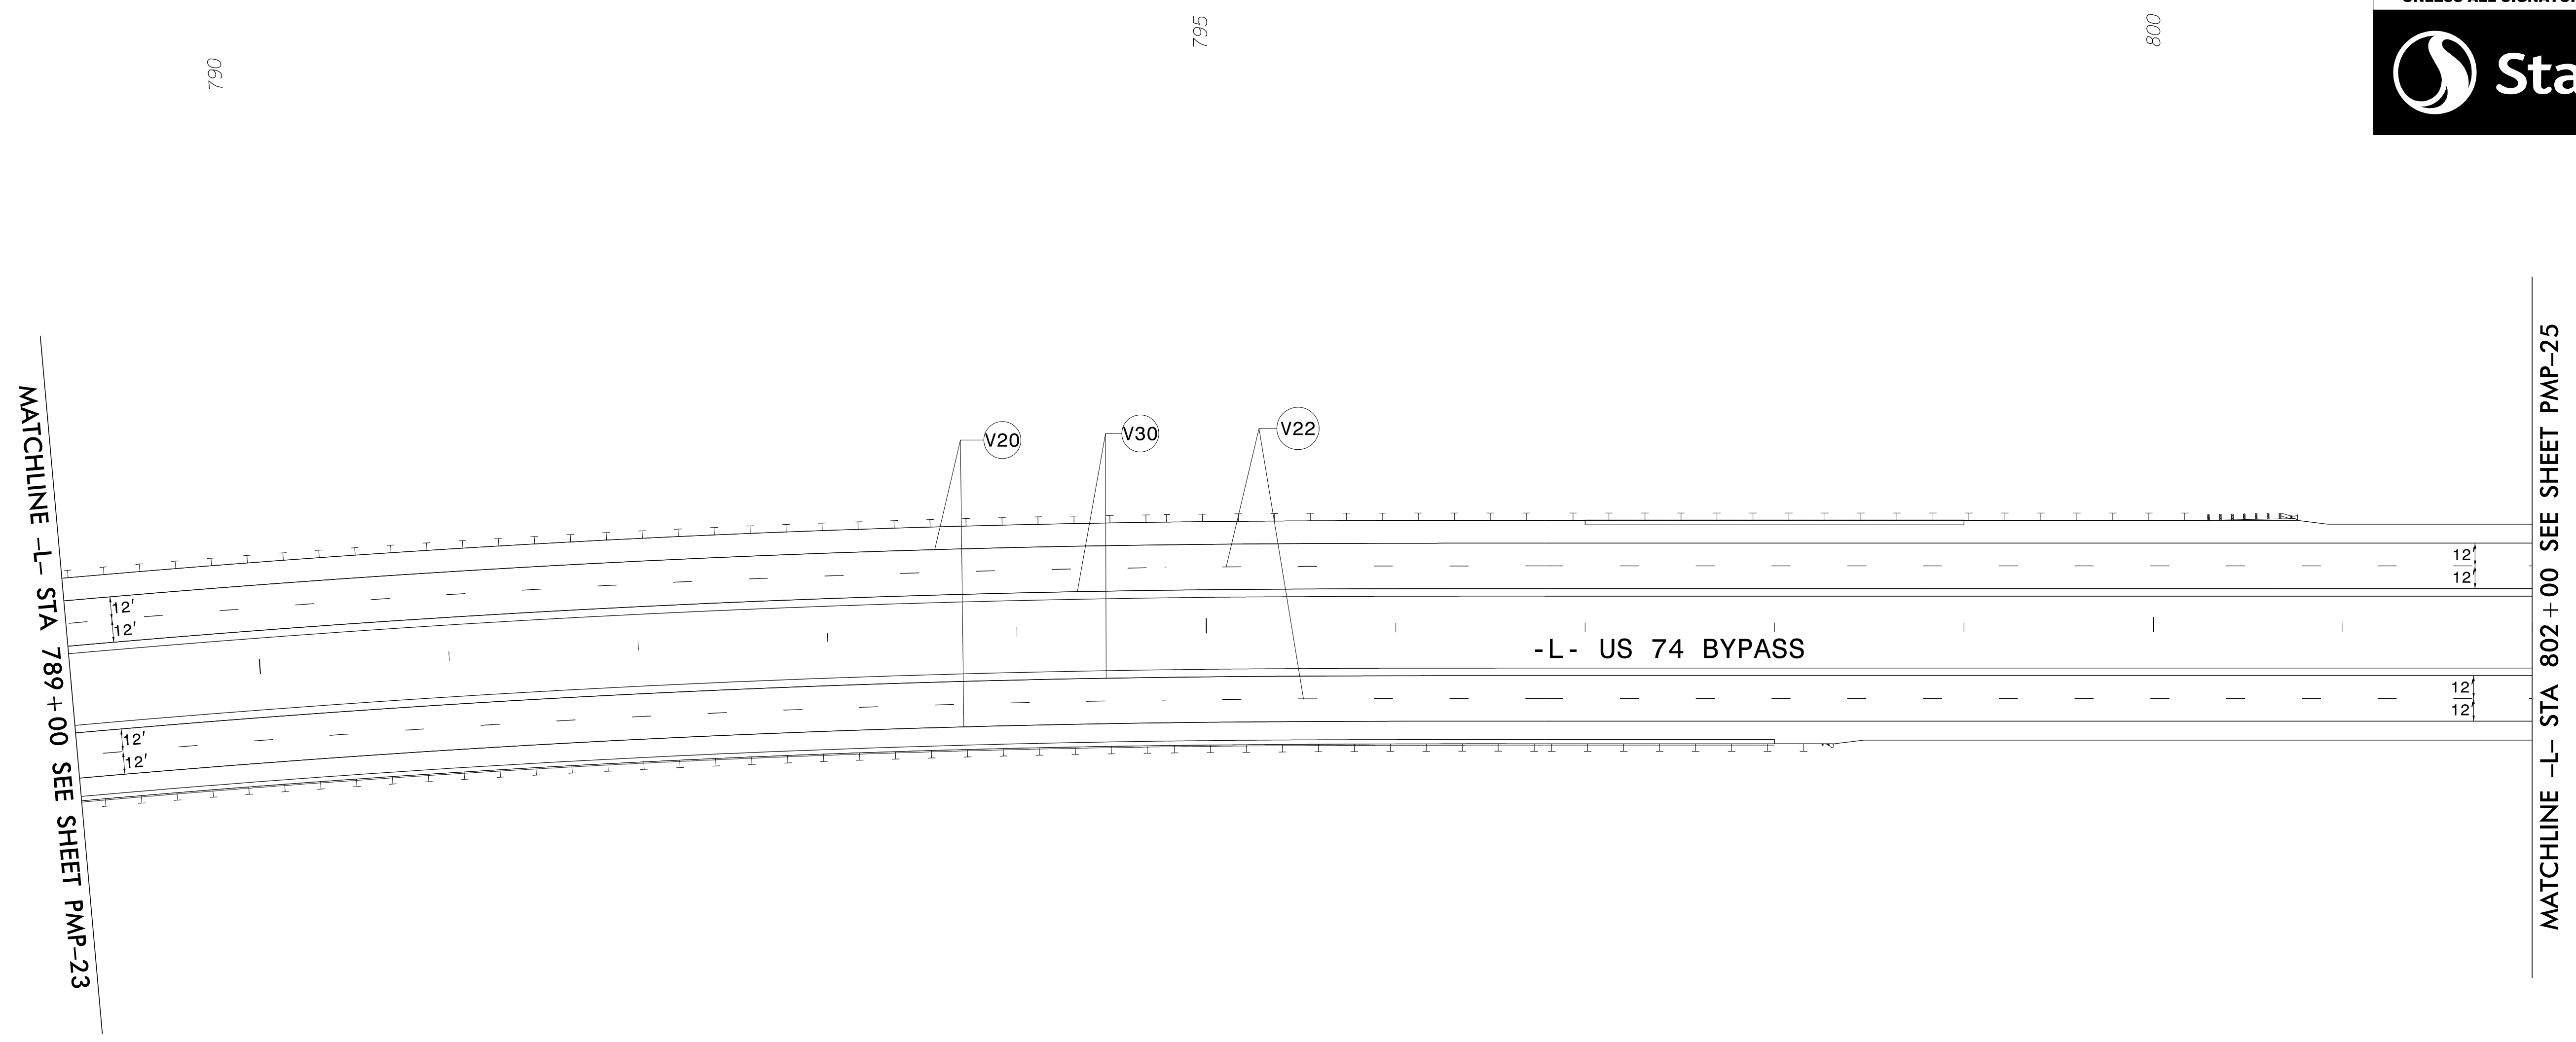 790
795
800
Sta
MATCHLINE -L- STA 789+00 SEE SHEET PMP-23
V20
V30
V22
12'
12'
12'
12'
-L- US 74 BYPASS
12'
12'
12'
12'
MATCHLINE -L- STA 802+00 SEE SHEET PMP-25